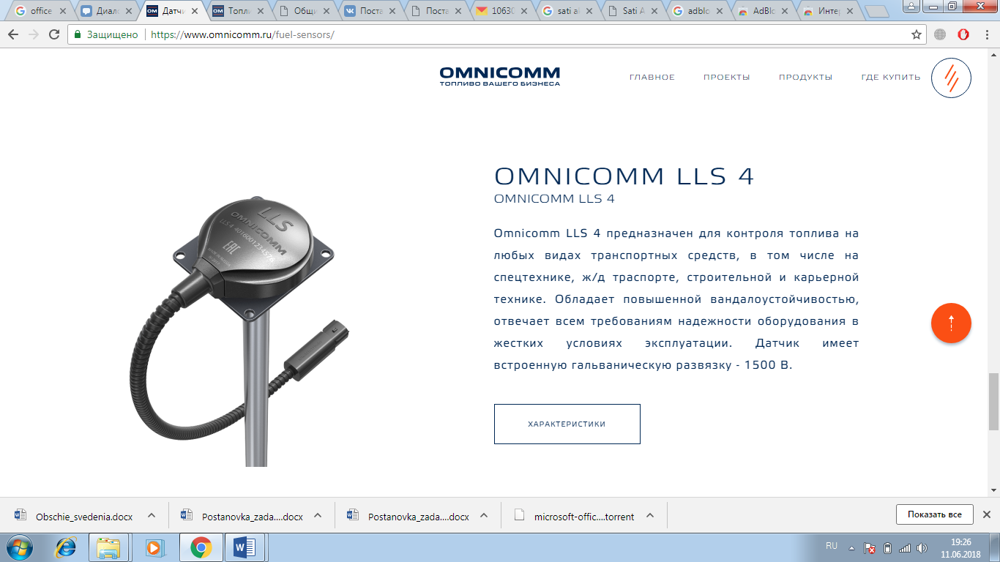 office
Диало
Датчи
Топли
Общи
Поста
Поста
10630
sati al
Sati A
adblo
AdBlo
Интер
Защищено
https://www.omnicomm.ru/fuel-sensors/
OMNICOMM
ТОПЛИВО ВАШЕГО БИЗНЕСА
ГЛАВНОЕ ПРОЕКТЫ ПРОДУКТЫ ГДЕ КУПИТЬ
LLS
OMNICOMM
LLS 4 4016001234578
EAC
OMNICOMM LLS 4
OMNICOMM LLS 4
Omnicomm LLS 4 предназначен для контроля топлива на
любых видах транспортных средств, в том числе на
спецтехнике, ж/д траспорте, строительной и карьерной
технике. Обладает повышенной вандалоустойчивостью,
отвечает всем требованиям надежности оборудования в
жестких условиях эксплуатации. Датчик имеет
встроенную гальваническую развязку - 1500 В.
ХАРАКТЕРИСТИКИ
Obschie_svedenia.docx
Postanovka_zada....docx
Postanovka_zada....docx
microsoft-offic....torrent
Показать все
RU
19:26
11.06.2018